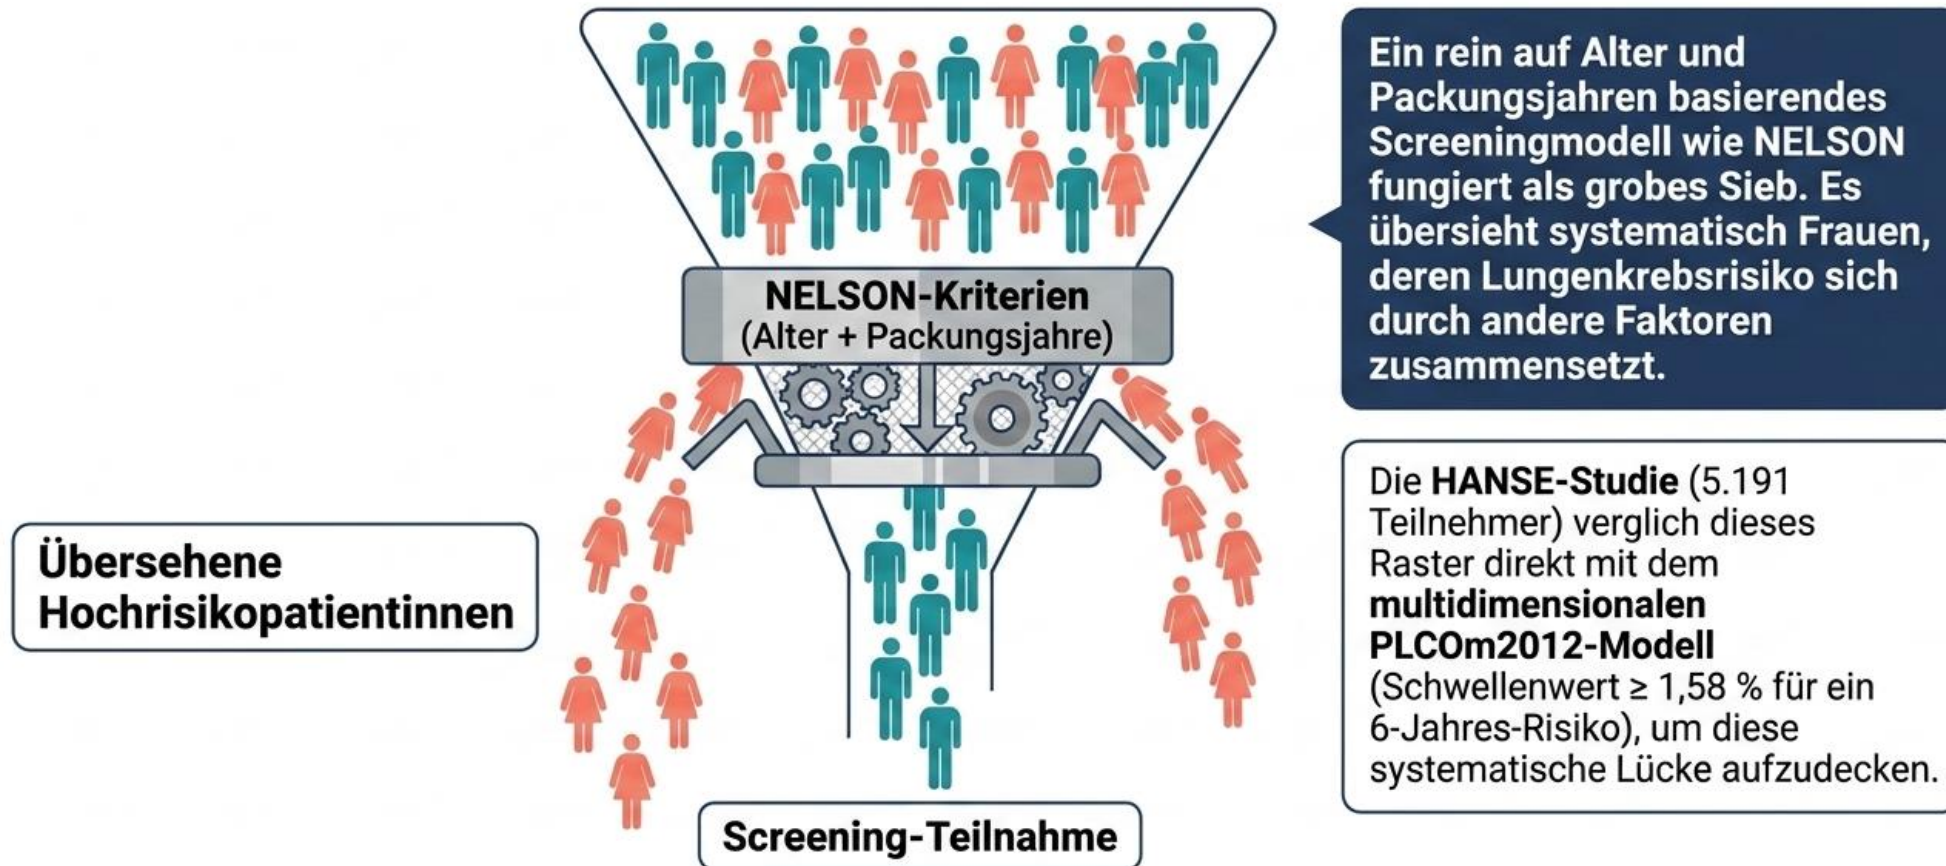 NELSON-Kriterien
(Alter + Packungsjahre)
Übersehene
Hochrisikopatientinnen
Screening-Teilnahme
Ein rein auf Alter und
Packungsjahren basierendes
Screeningmodell wie NELSON
fungiert als grobes Sieb. Es
übersieht systematisch Frauen,
deren Lungenkrebsrisiko sich
durch andere Faktoren
zusammensetzt.
Die HANSE-Studie (5.191
Teilnehmer) verglich dieses
Raster direkt mit dem
multidimensionalen
PLCOm2012-Modell
(Schwellenwert ≥ 1,58 % für ein
6-Jahres-Risiko), um diese
systematische Lücke aufzudecken.